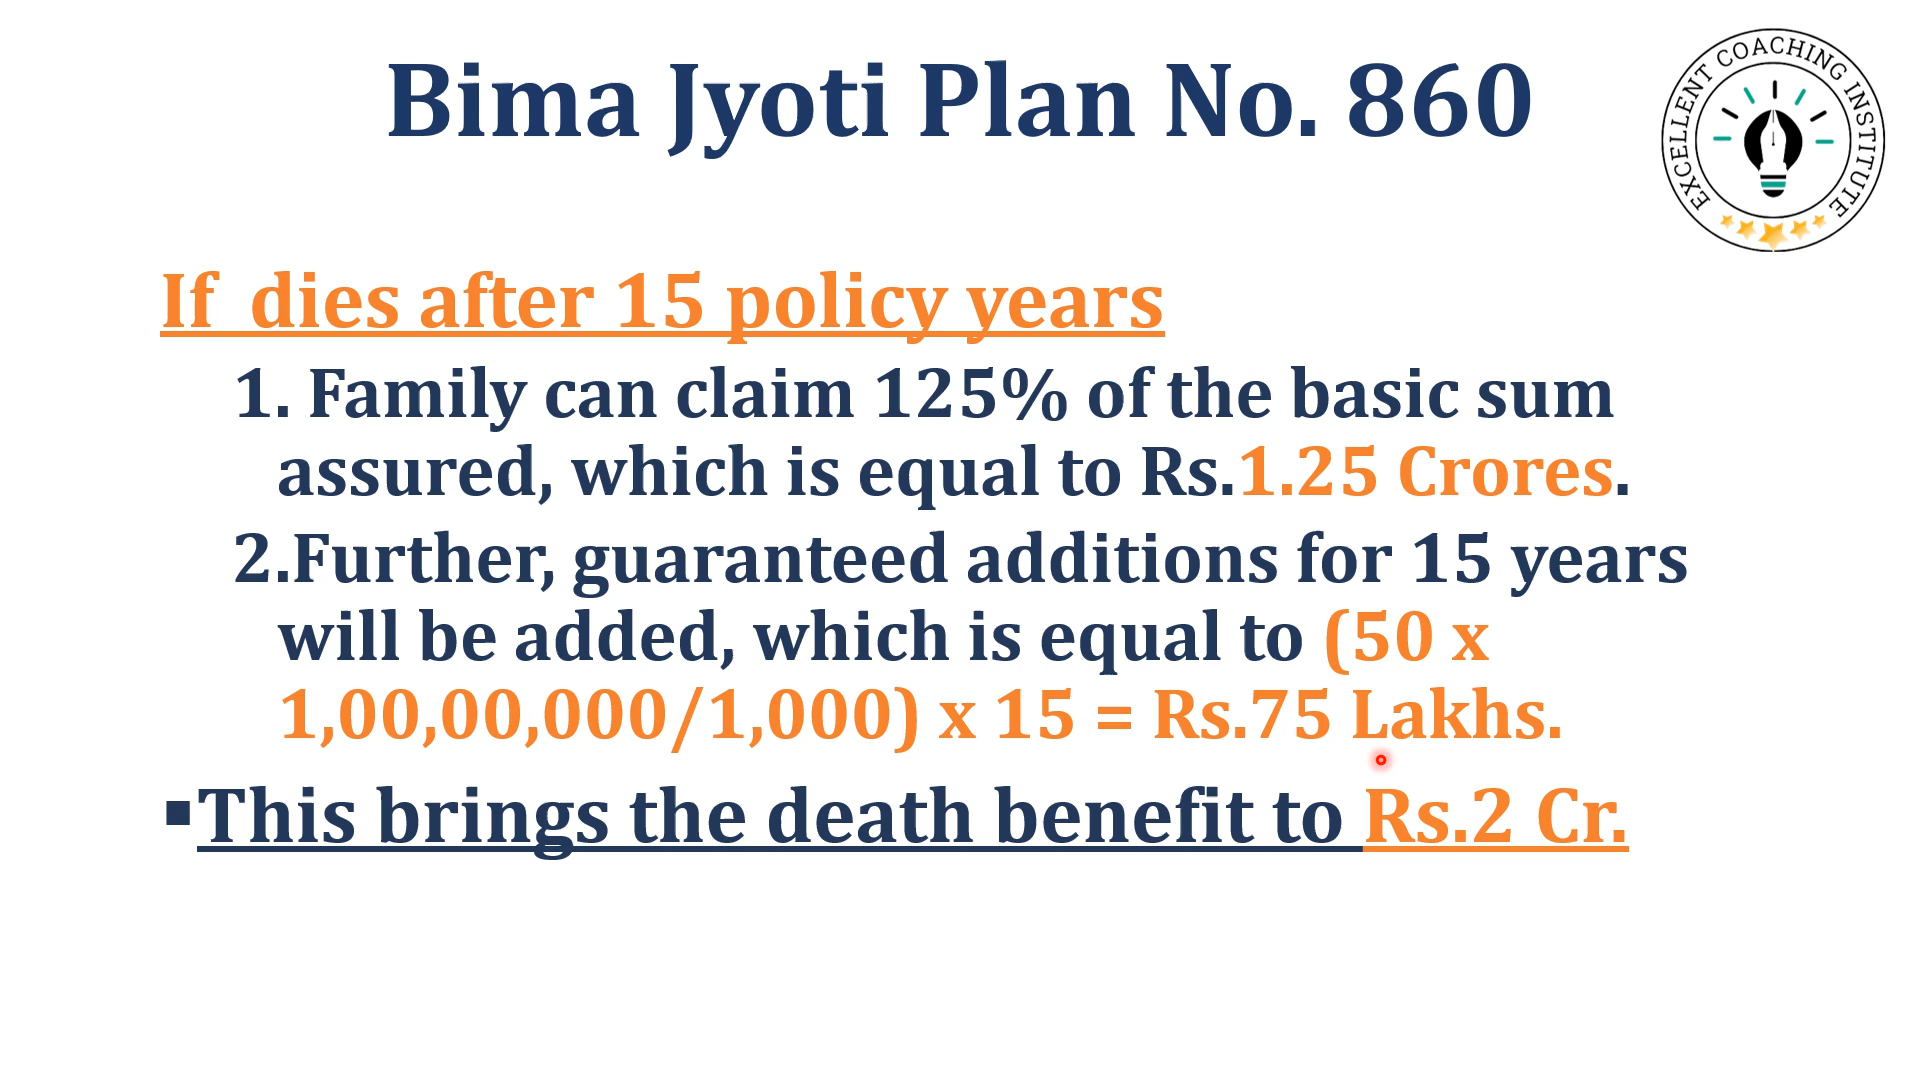 Bima Jyoti Plan No. 860
EXCELLENT COACHING INSTITUTE
If  dies after 15 policy years
1. Family can claim 125% of the basic sum
assured, which is equal to Rs.1.25 Crores.
2.Further, guaranteed additions for 15 years
will be added, which is equal to (50 x
1,00,00,000/1,000) x 15 = Rs.75 Lakhs.
▪This brings the death benefit to Rs.2 Cr.